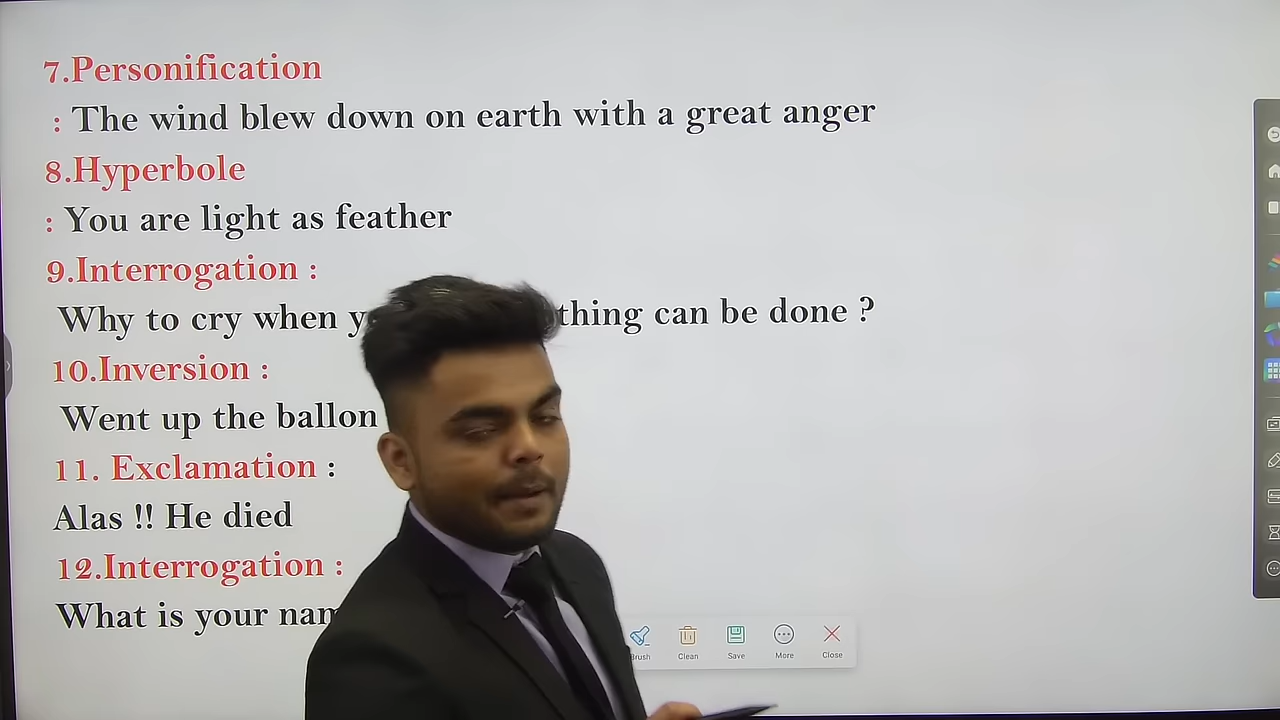 7.Personification
: The wind blew down on earth with a great anger
8.Hyperbole
: You are light as feather
9.Interrogation :
Why to cry when thing can be done ?
10.Inversion :
Went up the ballon
11. Exclamation :
Alas !! He died
12.Interrogation :
What is your
Brush Clean Save More Close